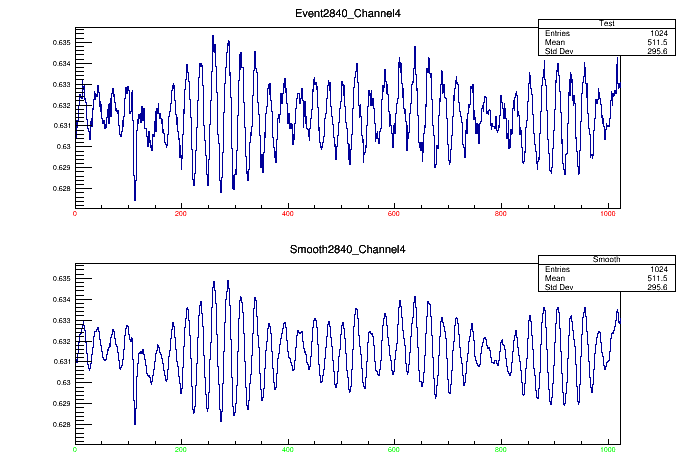 Event2840_Channel4
Test
Entries 1024
Mean 511.5
Std Dev 295.6
0.635
0.634
0.633
0.632
0.631
0.63
0.629
0.628
0 200 400 600 800 1000
Smooth2840_Channel4
Smooth
Entries 1024
Mean 511.5
Std Dev 295.6
0.635
0.634
0.633
0.632
0.631
0.63
0.629
0.628
0 200 400 600 800 1000